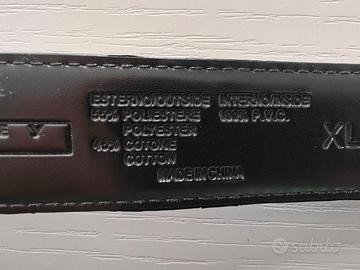 ESTERNO/OUTSIDE INTERNO/INSIDE
55% POLIESTERE 100% P.V.C.
POLYESTER
45% COTONE
COTTON
MADE IN CHINA
E Y
XL
subito